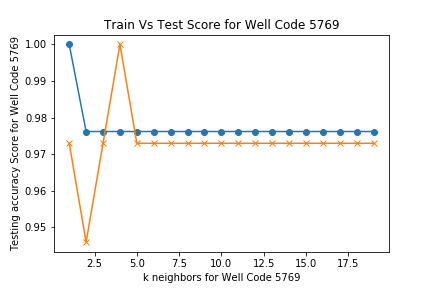 Train Vs Test Score for Well Code 5769
Testing accuracy Score for Well Code 5769
1.00
0.99
0.98
0.97
0.96
0.95
2.5 5.0 7.5 10.0 12.5 15.0 17.5
k neighbors for Well Code 5769